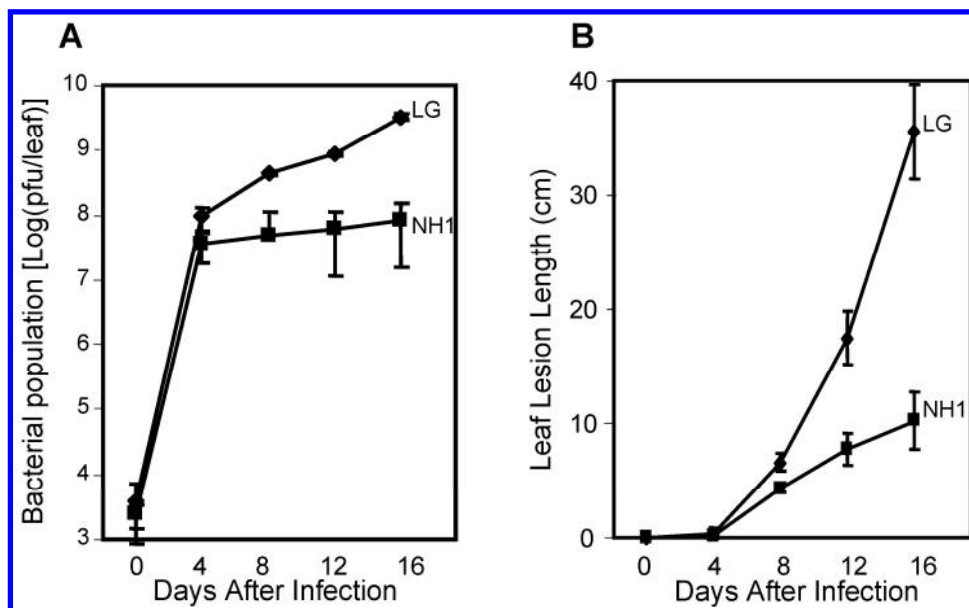 A
Bacterial population [Log(pfu/leaf)]
10
9
8
7
6
5
4
3
LG
NH1
0 4 8 12 16
Days After Infection
B
Leaf Lesion Length (cm)
40
30
20
10
0
LG
NH1
0 4 8 12 16
Days After Infection